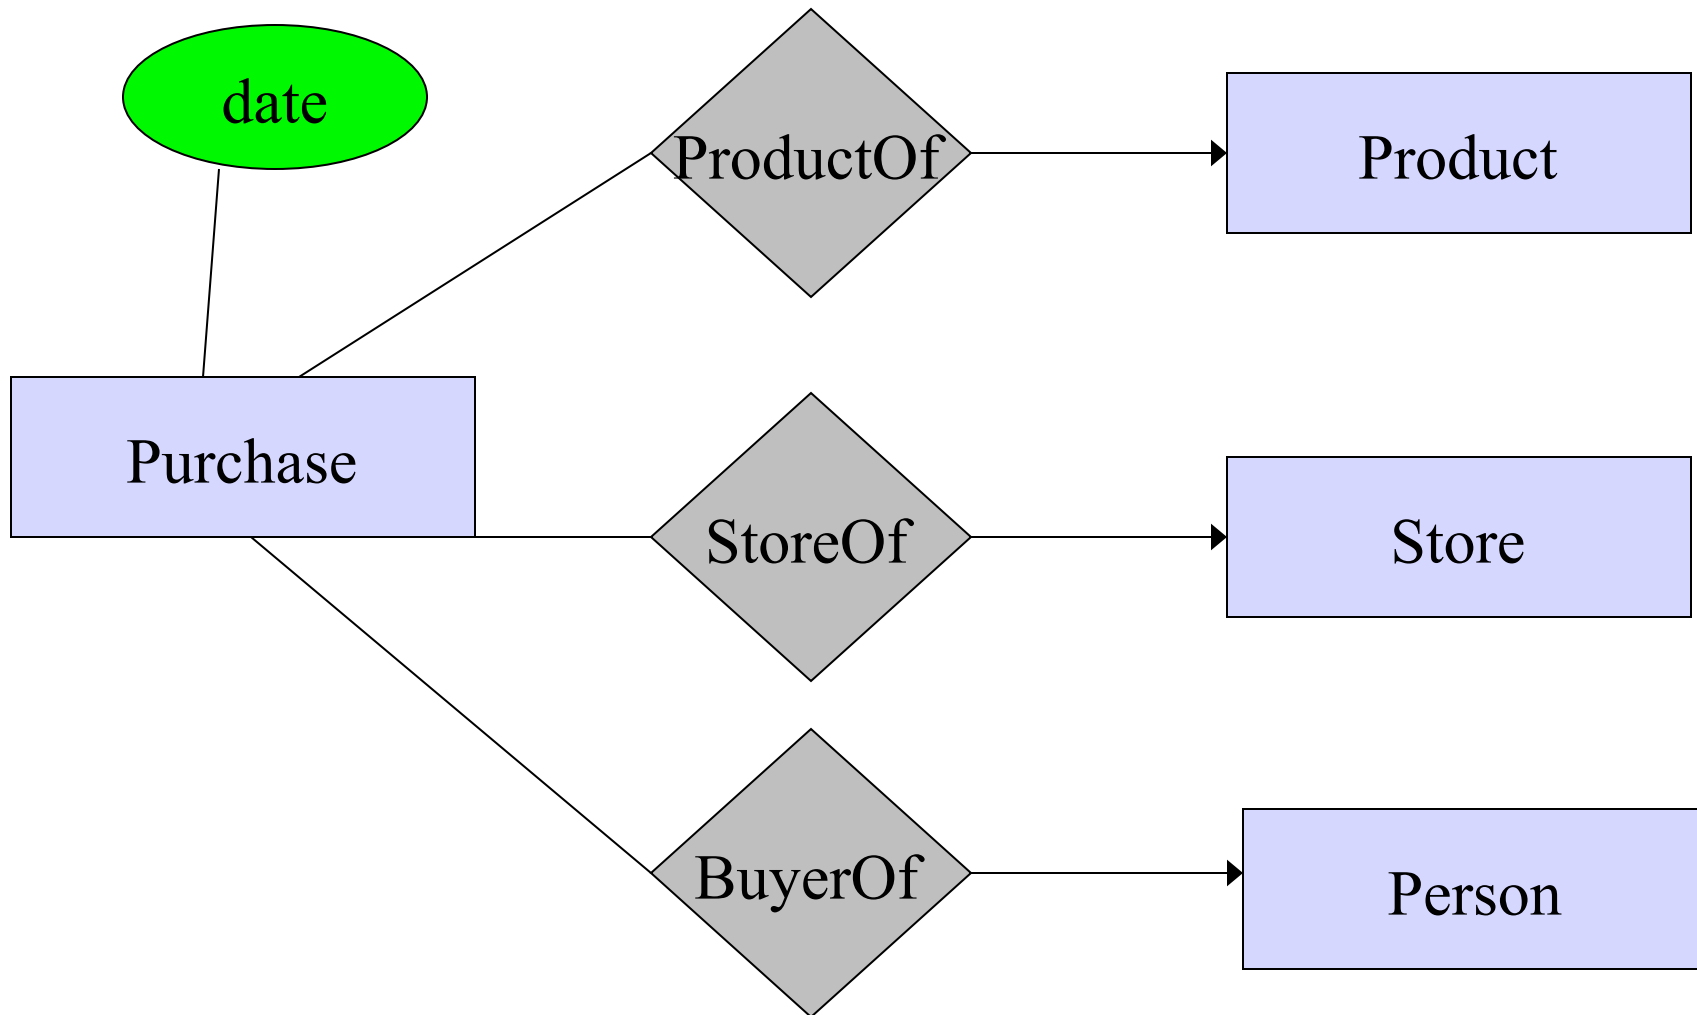 date
ProductOf
Product
Purchase
StoreOf
Store
BuyerOf
Person